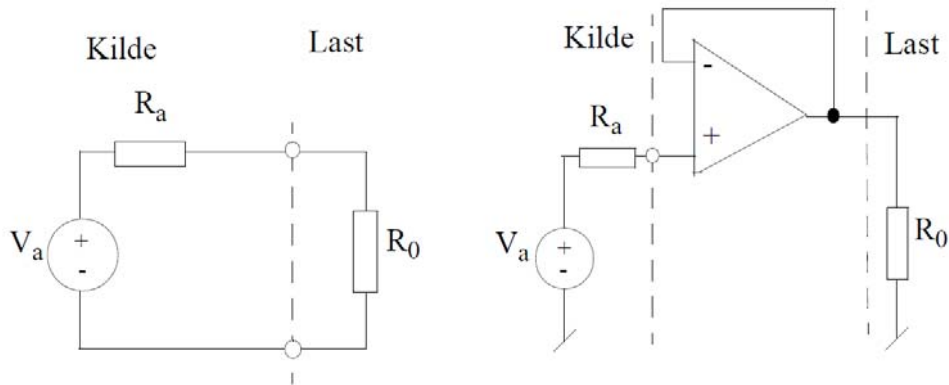 Kilde
Last
Rₐ
Vₐ
+
-
R₀
Kilde
Last
Rₐ
-
+
Vₐ
+
-
R₀